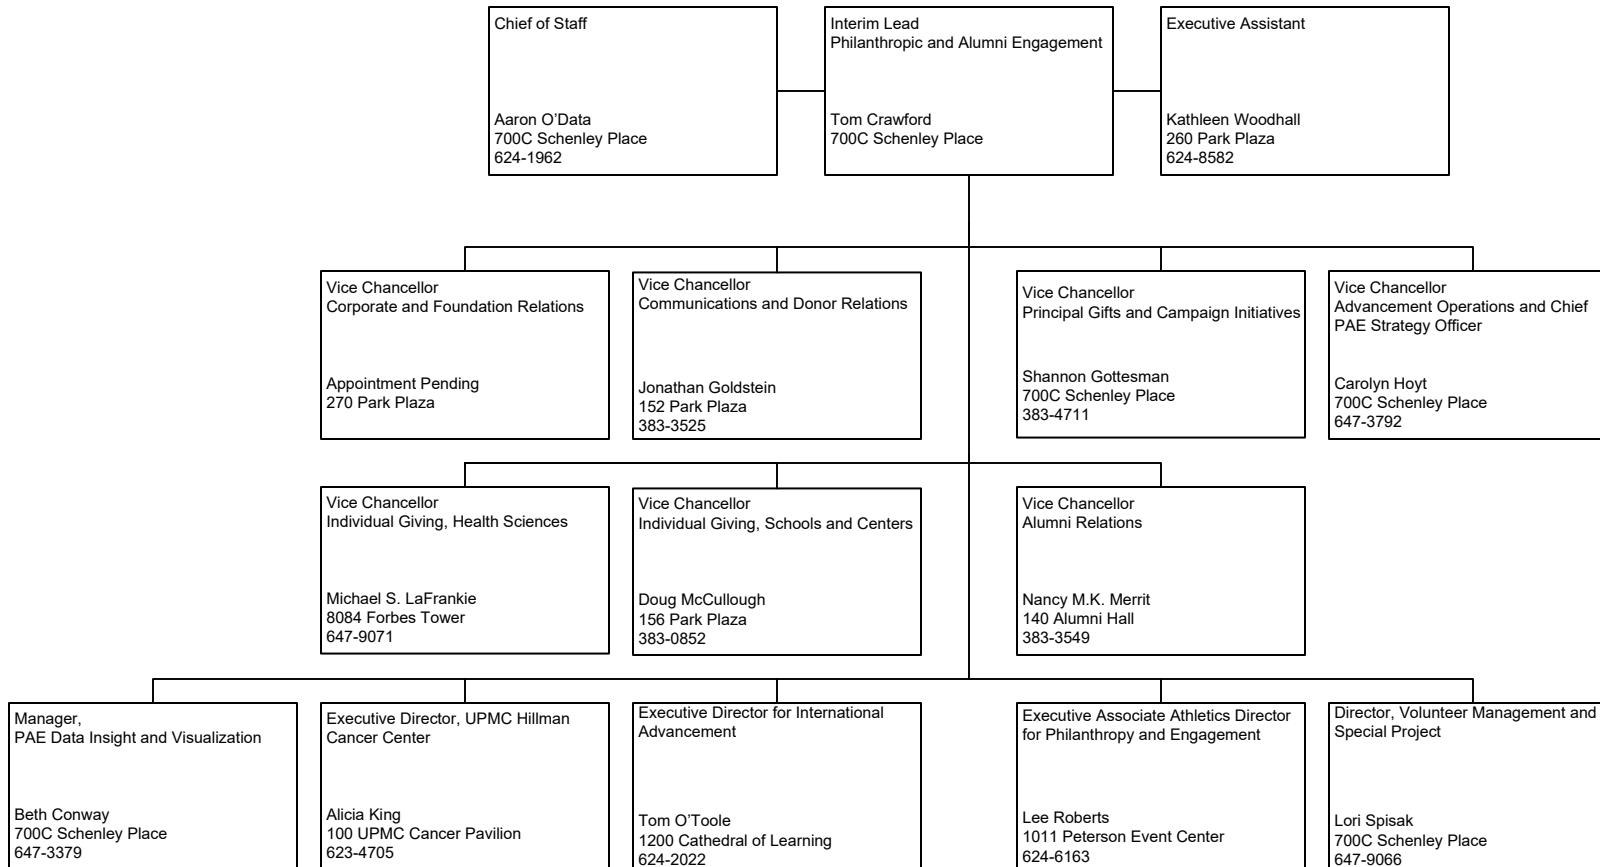 Chief of Staff
Aaron O'Data
700C Schenley Place
624-1962
Interim Lead
Philanthropic and Alumni Engagement
Tom Crawford
700C Schenley Place
Executive Assistant
Kathleen Woodhall
260 Park Plaza
624-8582
Vice Chancellor
Corporate and Foundation Relations
Appointment Pending
270 Park Plaza
Vice Chancellor
Communications and Donor Relations
Jonathan Goldstein
152 Park Plaza
383-3525
Vice Chancellor
Principal Gifts and Campaign Initiatives
Shannon Gottesman
700C Schenley Place
383-4711
Vice Chancellor
Advancement Operations and Chief
PAE Strategy Officer
Carolyn Hoyt
700C Schenley Place
647-3792
Vice Chancellor
Individual Giving, Health Sciences
Michael S. LaFrankie
8084 Forbes Tower
647-9071
Vice Chancellor
Individual Giving, Schools and Centers
Doug McCullough
156 Park Plaza
383-0852
Vice Chancellor
Alumni Relations
Nancy M.K. Merrit
140 Alumni Hall
383-3549
Manager,
PAE Data Insight and Visualization
Beth Conway
700C Schenley Place
647-3379
Executive Director, UPMC Hillman
Cancer Center
Alicia King
100 UPMC Cancer Pavilion
623-4705
Executive Director for International
Advancement
Tom O'Toole
1200 Cathedral of Learning
624-2022
Executive Associate Athletics Director
for Philanthropy and Engagement
Lee Roberts
1011 Peterson Event Center
624-6163
Director, Volunteer Management and
Special Project
Lori Spisak
700C Schenley Place
647-9066